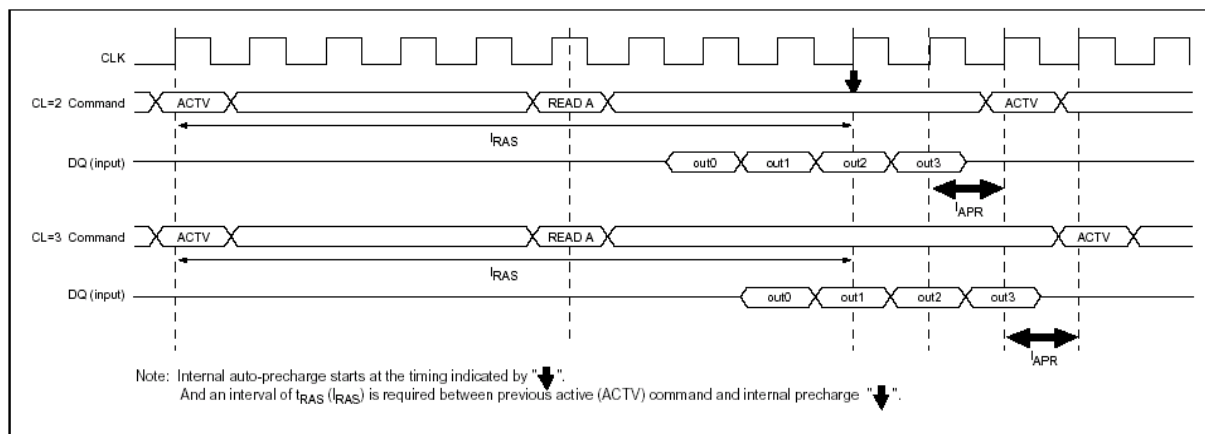 CLK
CL=2 Command
ACTV
READ A
ACTV
lRAS
DQ (input)
out0
out1
out2
out3
lAPR
CL=3 Command
ACTV
READ A
ACTV
lRAS
DQ (input)
out0
out1
out2
out3
lAPR
Note: Internal auto-precharge starts at the timing indicated by " ".
And an interval of tRAS (lRAS) is required between previous active (ACTV) command and internal precharge " ".